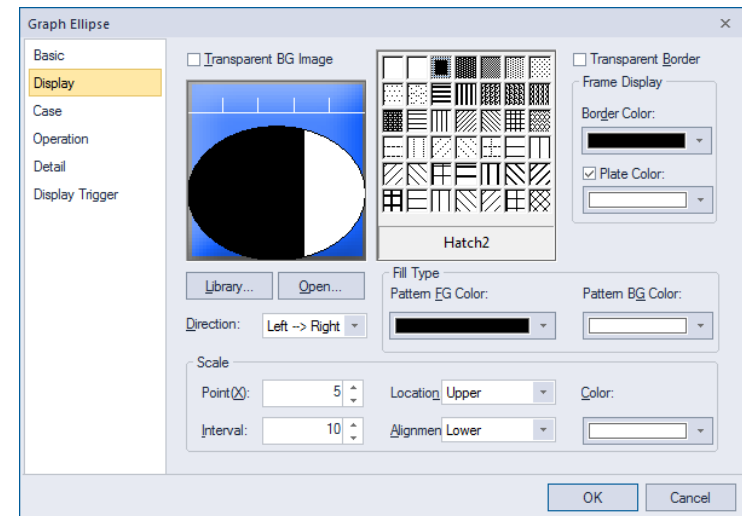 Graph Ellipse
Basic
Display
Case
Operation
Detail
Display Trigger
Transparent BG Image
Hatch2
Transparent Border
Frame Display
Border Color:
Plate Color:
Library...
Open...
Direction:
Left --> Right
Fill Type
Pattern FG Color:
Pattern BG Color:
Scale
Point(X):
5
Location
Upper
Color:
Interval:
10
Alignmen
Lower
OK
Cancel